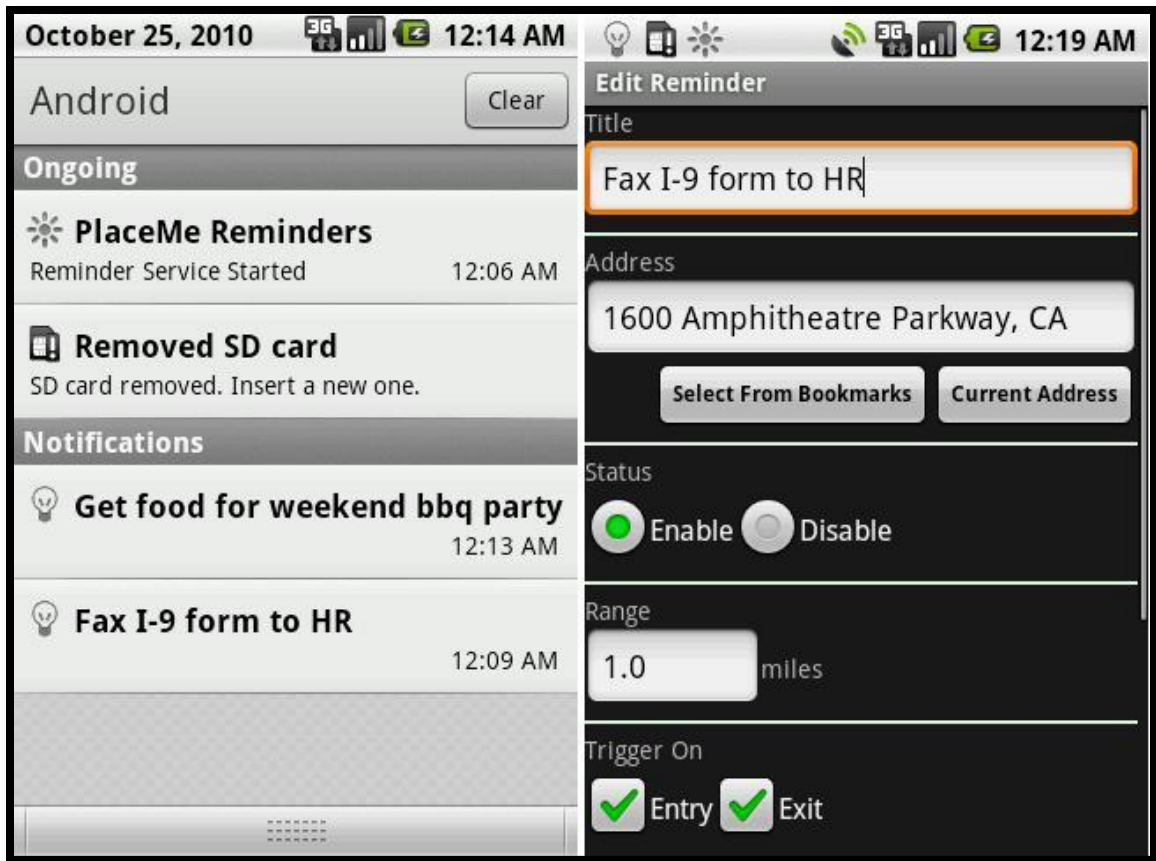 October 25, 2010 3G 12:14 AM
Android Clear
Ongoing
PlaceMe Reminders
Reminder Service Started 12:06 AM
Removed SD card
SD card removed. Insert a new one.
Notifications
Get food for weekend bbq party
12:13 AM
Fax I-9 form to HR
12:09 AM
3G 12:19 AM
Edit Reminder
Title
Fax I-9 form to HR
Address
1600 Amphitheatre Parkway, CA
Select From Bookmarks Current Address
Status
Enable Disable
Range
1.0 miles
Trigger On
Entry Exit